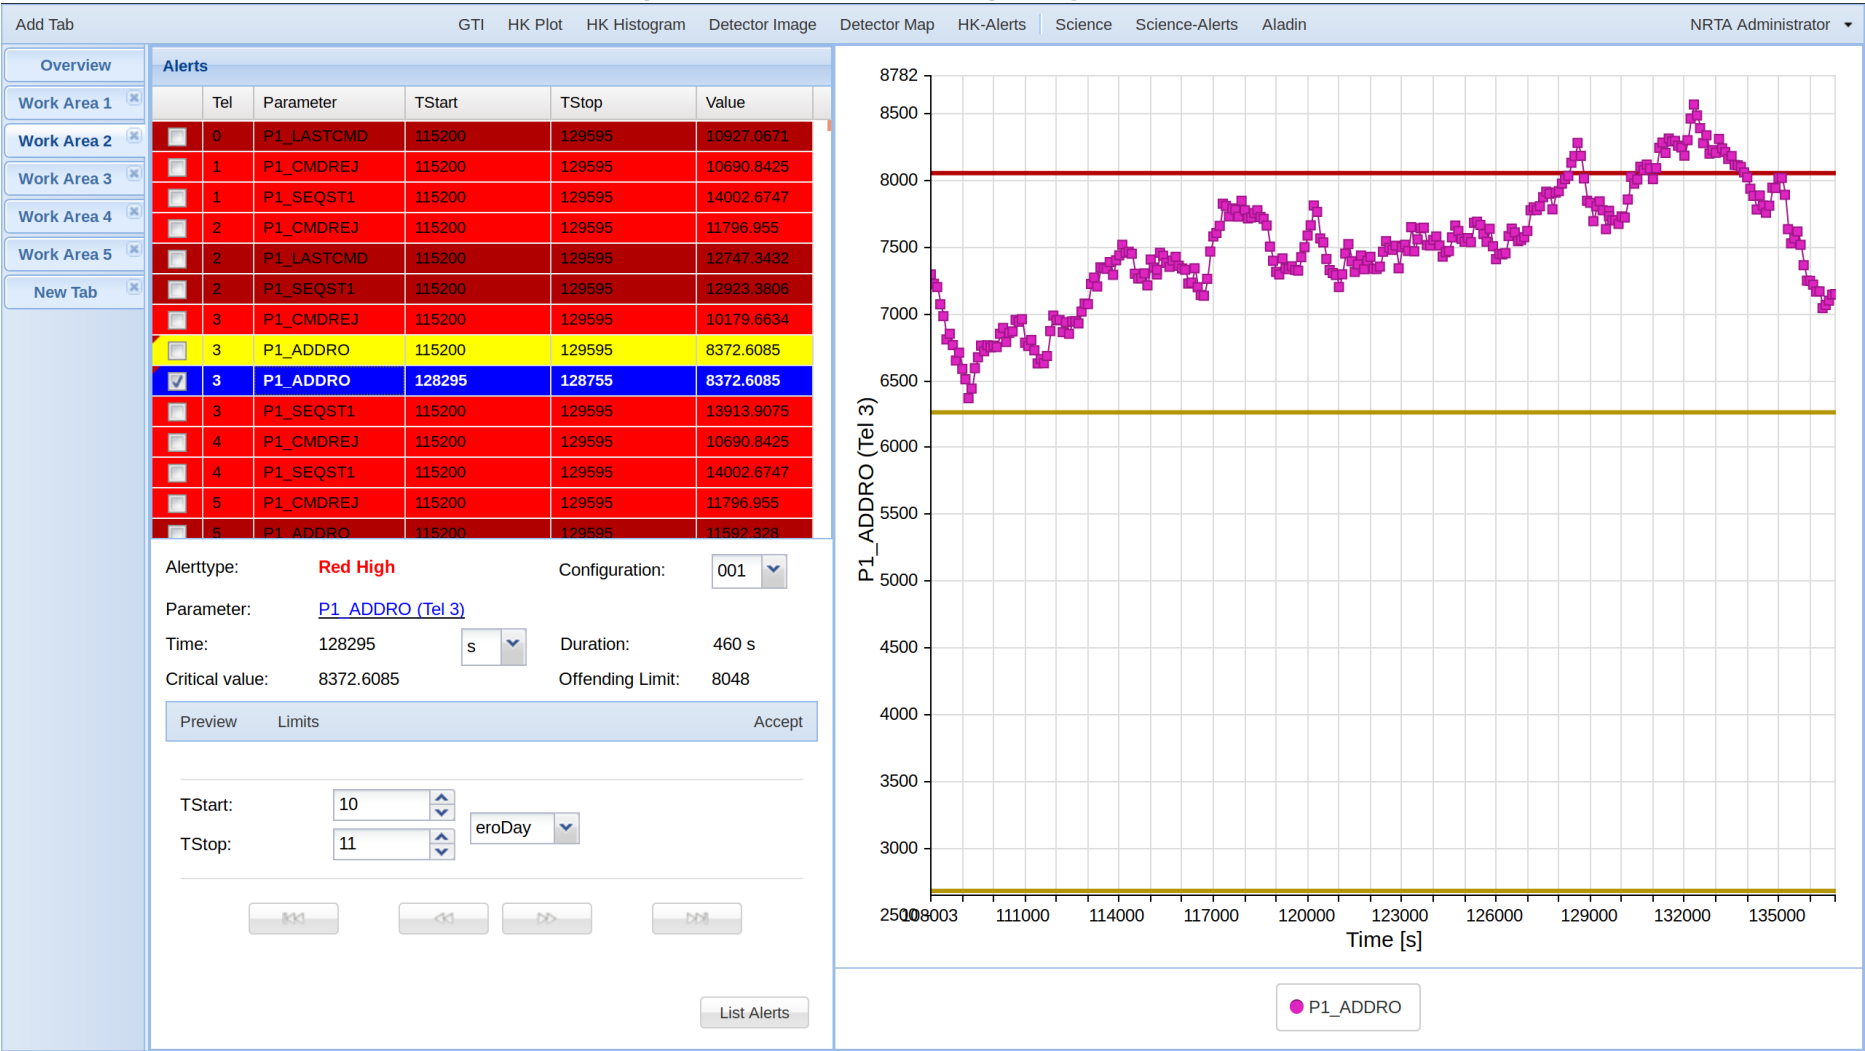 Add Tab GTI HK Plot HK Histogram Detector Image Detector Map HK-Alerts Science Science-Alerts Aladin NRTA Administrator
Overview
Work Area 1
Work Area 2
Work Area 3
Work Area 4
Work Area 5
New Tab
Alerts
Tel Parameter TStart TStop Value
0 P1_LASTCMD 115200 129595 10927.0671
1 P1_CMDREJ 115200 129595 10690.8425
1 P1_SEQST1 115200 129595 14002.6747
2 P1_CMDREJ 115200 129595 11796.955
2 P1_LASTCMD 115200 129595 12747.3432
2 P1_SEQST1 115200 129595 12923.3806
3 P1_CMDREJ 115200 129595 10179.6634
3 P1_ADDRO 115200 129595 8372.6085
3 P1_ADDRO 128295 128755 8372.6085
3 P1_SEQST1 115200 129595 13913.9075
4 P1_CMDREJ 115200 129595 10690.8425
4 P1_SEQST1 115200 129595 14002.6747
5 P1_CMDREJ 115200 129595 11796.955
5 P1_ADDRO 115200 129595 11592.328
Alerttype: Red High Configuration: 001
Parameter: P1_ADDRO (Tel 3)
Time: 128295 s Duration: 460 s
Critical value: 8372.6085 Offending Limit: 8048
Preview Limits Accept
TStart: 10
eroDay
TStop: 11
List Alerts
8782
8500
8000
7500
7000
6500
6000
5500
5000
4500
4000
3500
3000
2500
P1_ADDRO (Tel 3)
108003 111000 114000 117000 120000 123000 126000 129000 132000 135000
Time [s]
P1_ADDRO